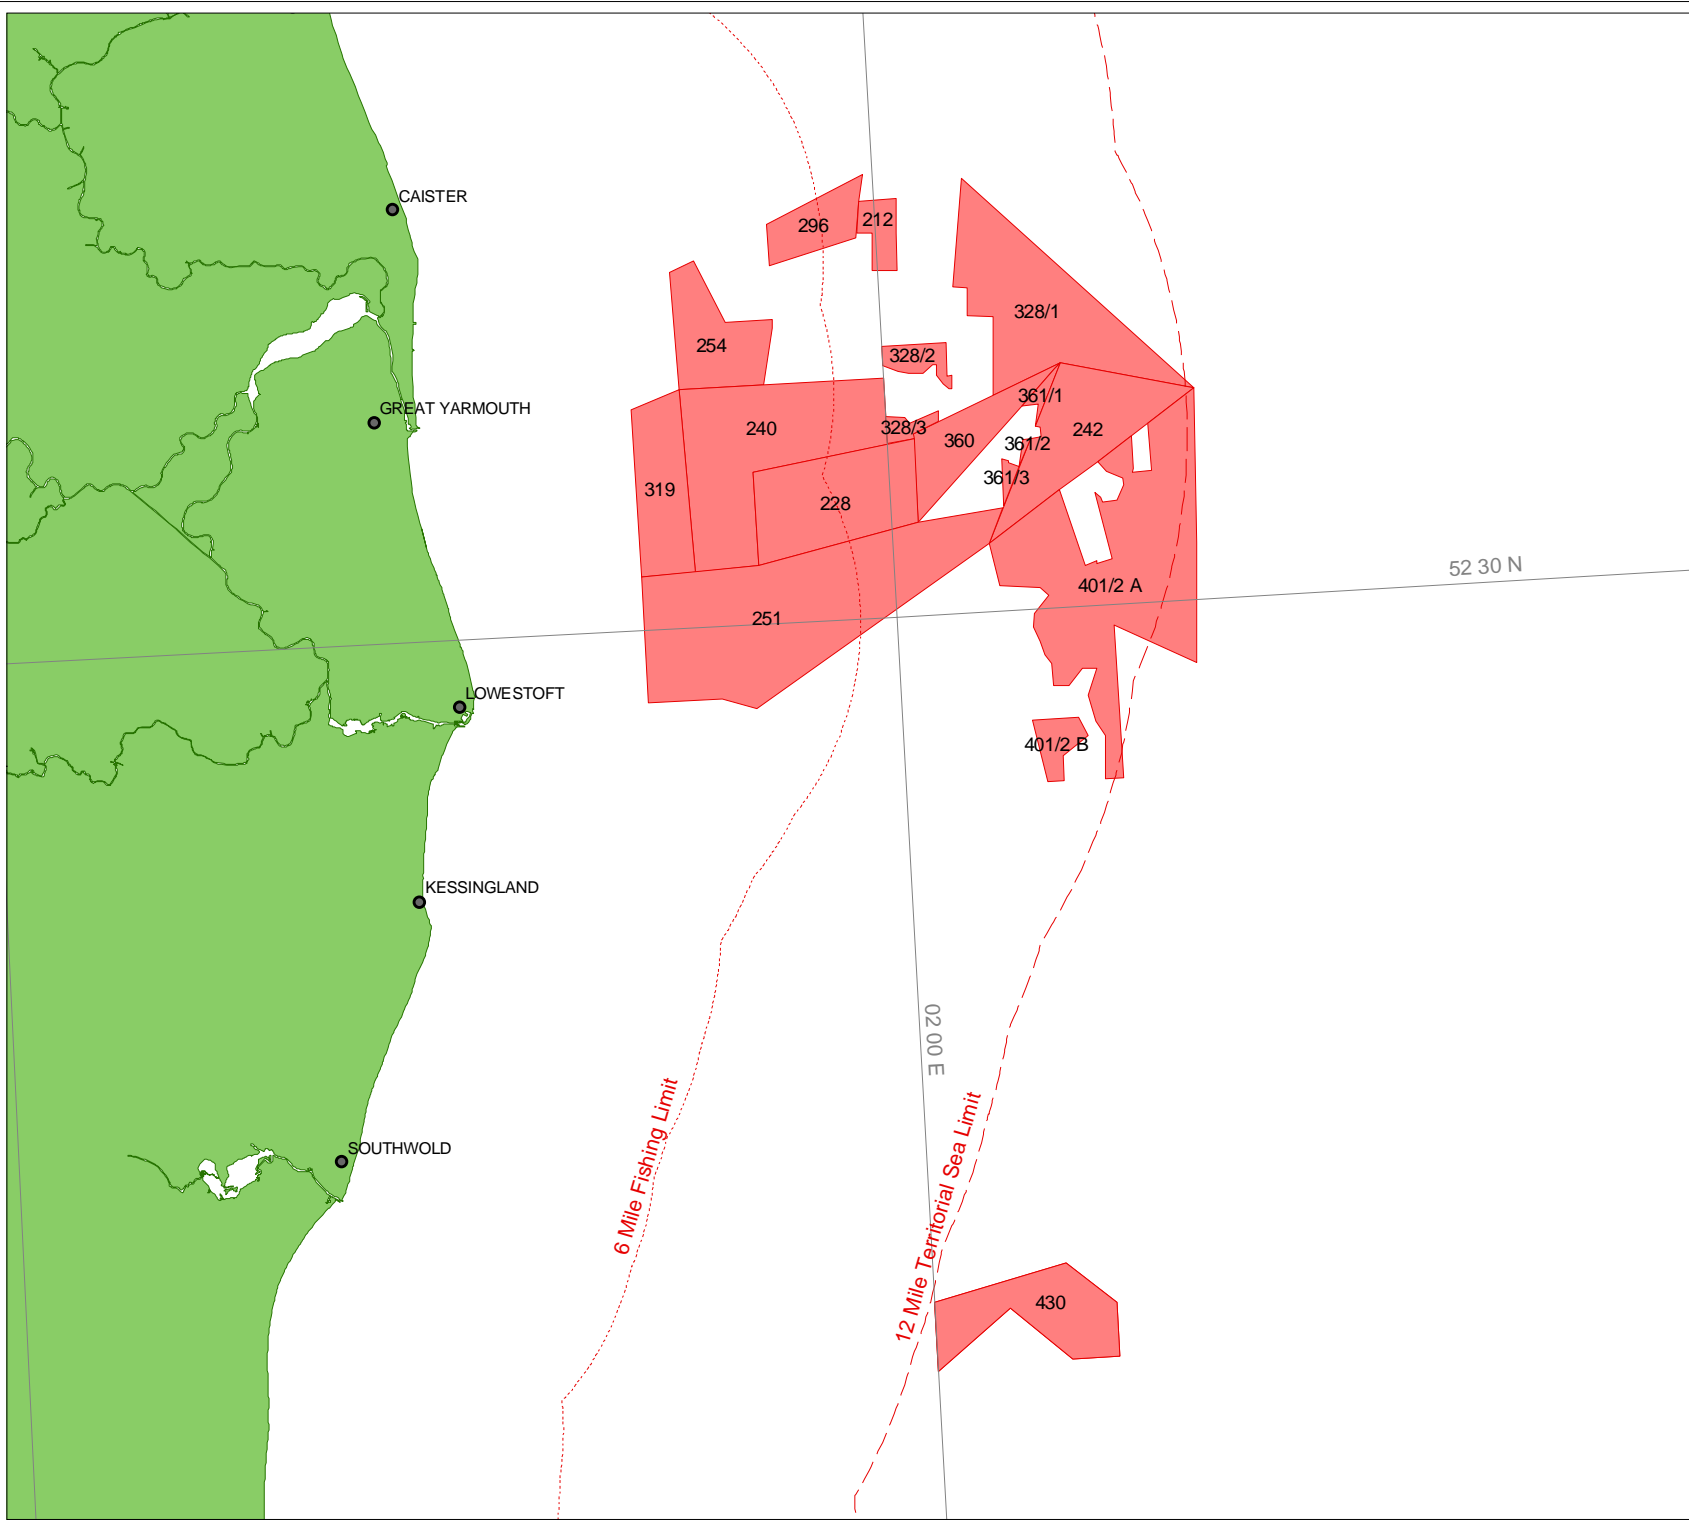 CAISTER
296
212
328/1
254
328/2
361/1
GREAT YARMOUTH
240
328/3
360
361/2
242
361/3
319
228
52 30 N
401/2 A
251
LOWESTOFT
401/2 B
KESSINGLAND
02 00 E
SOUTHWOLD
6 Mile Fishing Limit
12 Mile Territorial Sea Limit
430